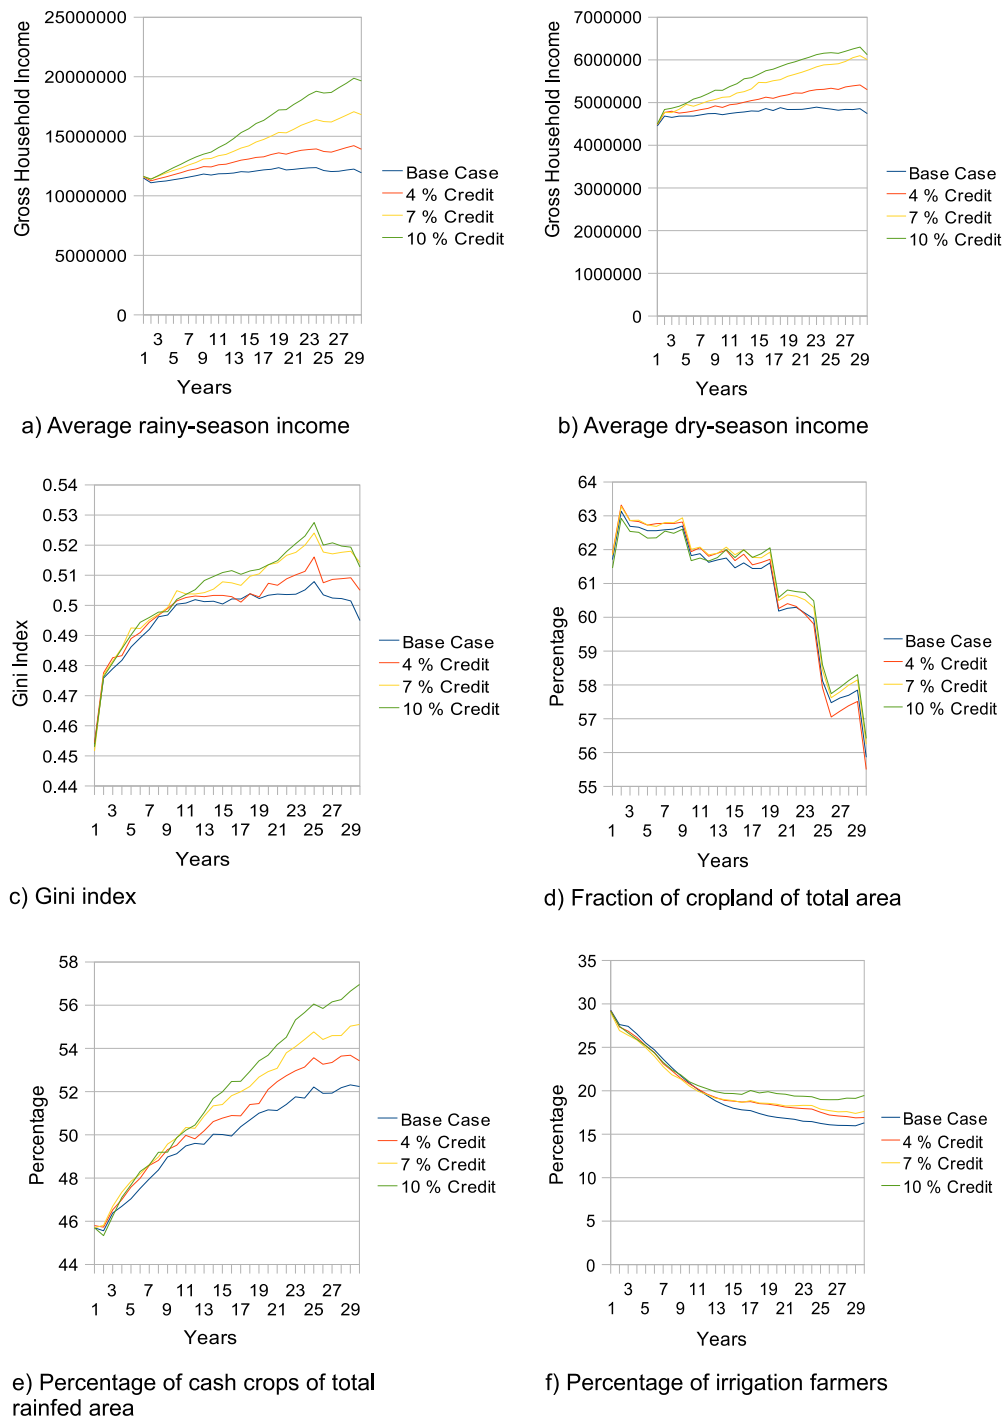 25000000
20000000
15000000
10000000
5000000
0
Gross Household Income
3 7 11 15 19 23 27
1 5 9 13 17 21 25 29
Years
Base Case
4 % Credit
7 % Credit
10 % Credit
a) Average rainy-season income
7000000
6000000
5000000
4000000
3000000
2000000
1000000
0
Gross Household Income
3 7 11 15 19 23 27
1 5 9 13 17 21 25 29
Years
Base Case
4 % Credit
7 % Credit
10 % Credit
b) Average dry-season income
0.54
0.53
0.52
0.51
0.5
0.49
0.48
0.47
0.46
0.45
0.44
Gini Index
3 7 11 15 19 23 27
1 5 9 13 17 21 25 29
Years
Base Case
4 % Credit
7 % Credit
10 % Credit
c) Gini index
64
63
62
61
60
59
58
57
56
55
Percentage
3 7 11 15 19 23 27
1 5 9 13 17 21 25 29
Years
Base Case
4 % Credit
7 % Credit
10 % Credit
d) Fraction of cropland of total area
58
56
54
52
50
48
46
44
Percentage
3 7 11 15 19 23 27
1 5 9 13 17 21 25 29
Years
Base Case
4 % Credit
7 % Credit
10 % Credit
e) Percentage of cash crops of total
rainfed area
35
30
25
20
15
10
5
0
Percentage
3 7 11 15 19 23 27
1 5 9 13 17 21 25 29
Years
Base Case
4 % Credit
7 % Credit
10 % Credit
f) Percentage of irrigation farmers